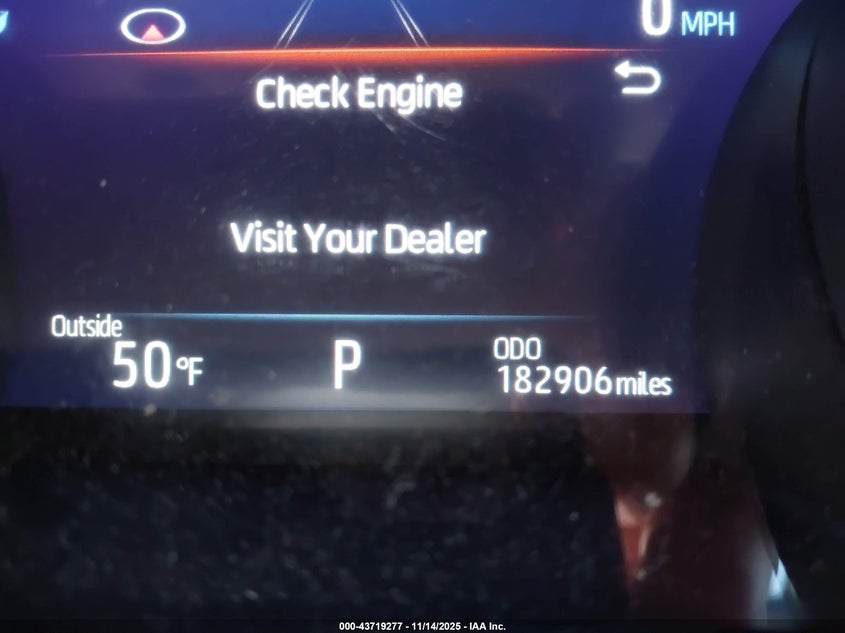 0 MPH
Check Engine
Visit Your Dealer
Outside
50°F
P
ODO
182906 miles
000-43719277 - 11/14/2025 - IAA Inc.